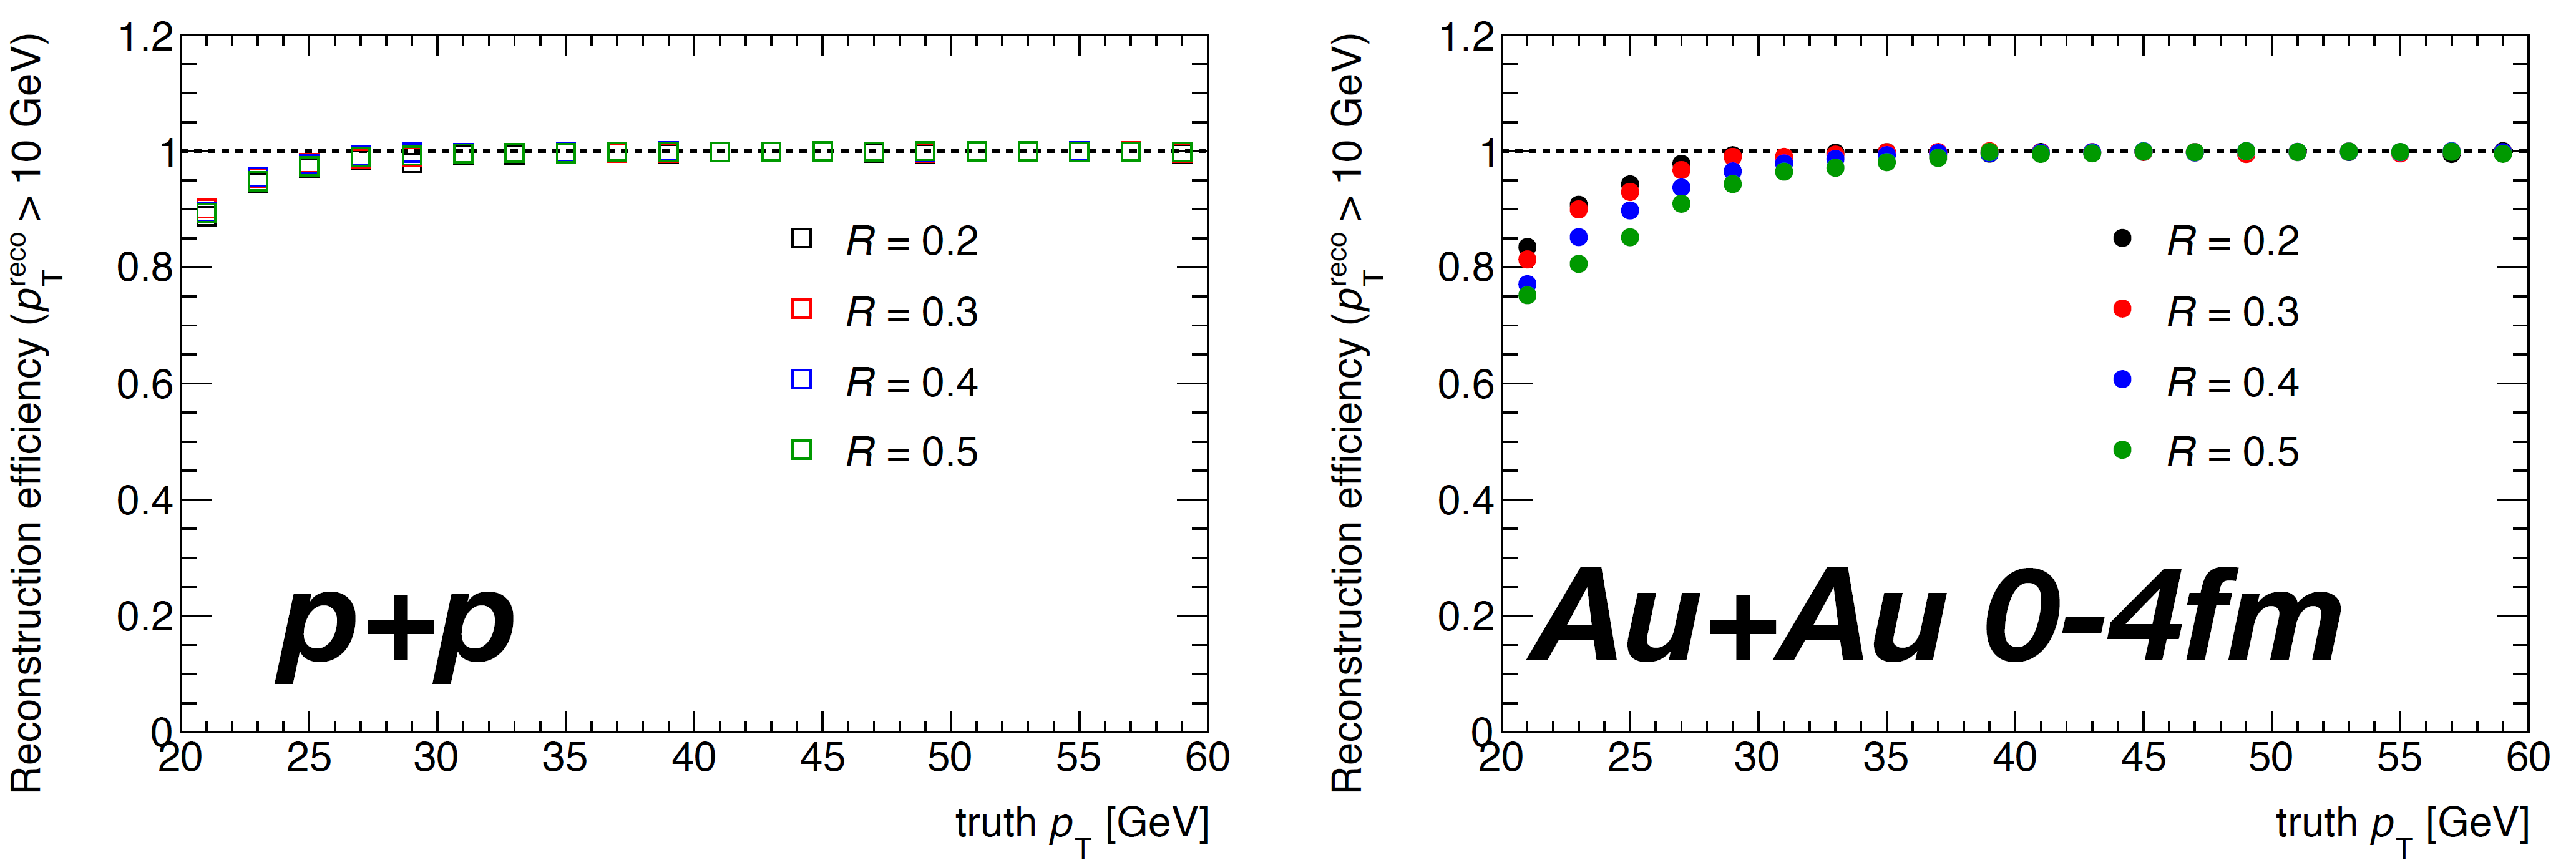 Reconstruction efficiency (p_T^reco > 10 GeV)
1.2
1
0.8
0.6
0.4
0.2
0
R = 0.2
R = 0.3
R = 0.4
R = 0.5
p+p
20 25 30 35 40 45 50 55 60
truth p_T [GeV]
Reconstruction efficiency (p_T^reco > 10 GeV)
1.2
1
0.8
0.6
0.4
0.2
0
R = 0.2
R = 0.3
R = 0.4
R = 0.5
Au+Au 0-4fm
20 25 30 35 40 45 50 55 60
truth p_T [GeV]